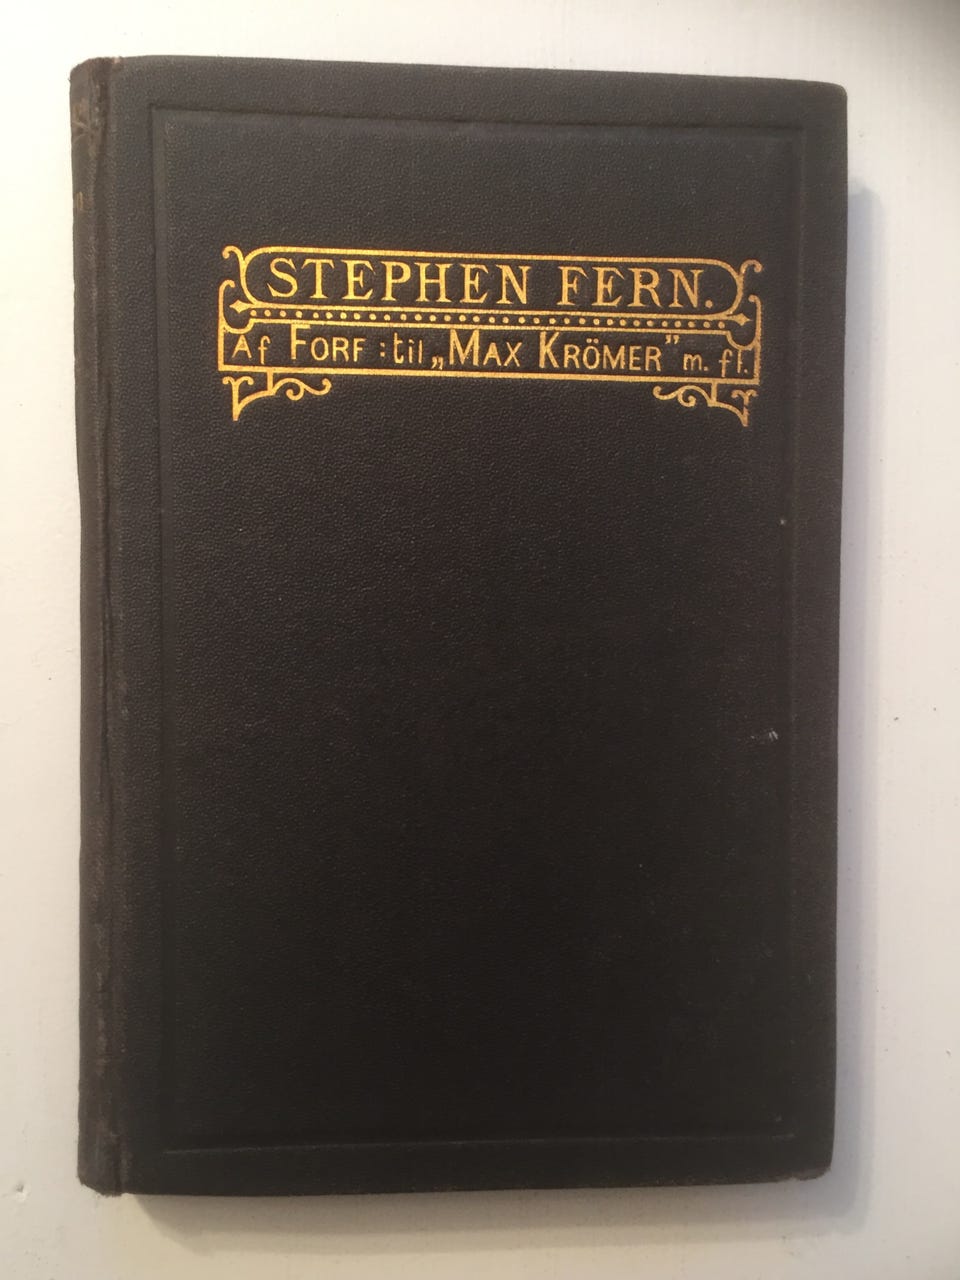 STEPHEN FERN.
Af FORF : til „MAX KRÖMER" m. fl.